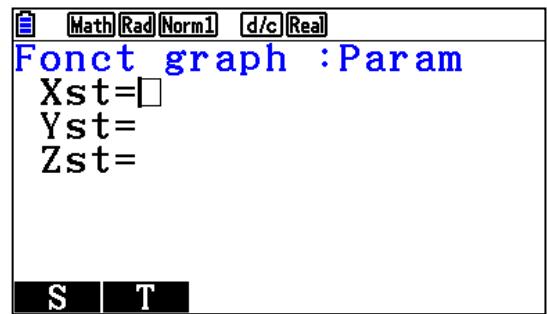 Math Rad Norm1 d/c Real
Fonct graph :Param
Xst=
Yst=
Zst=
S T